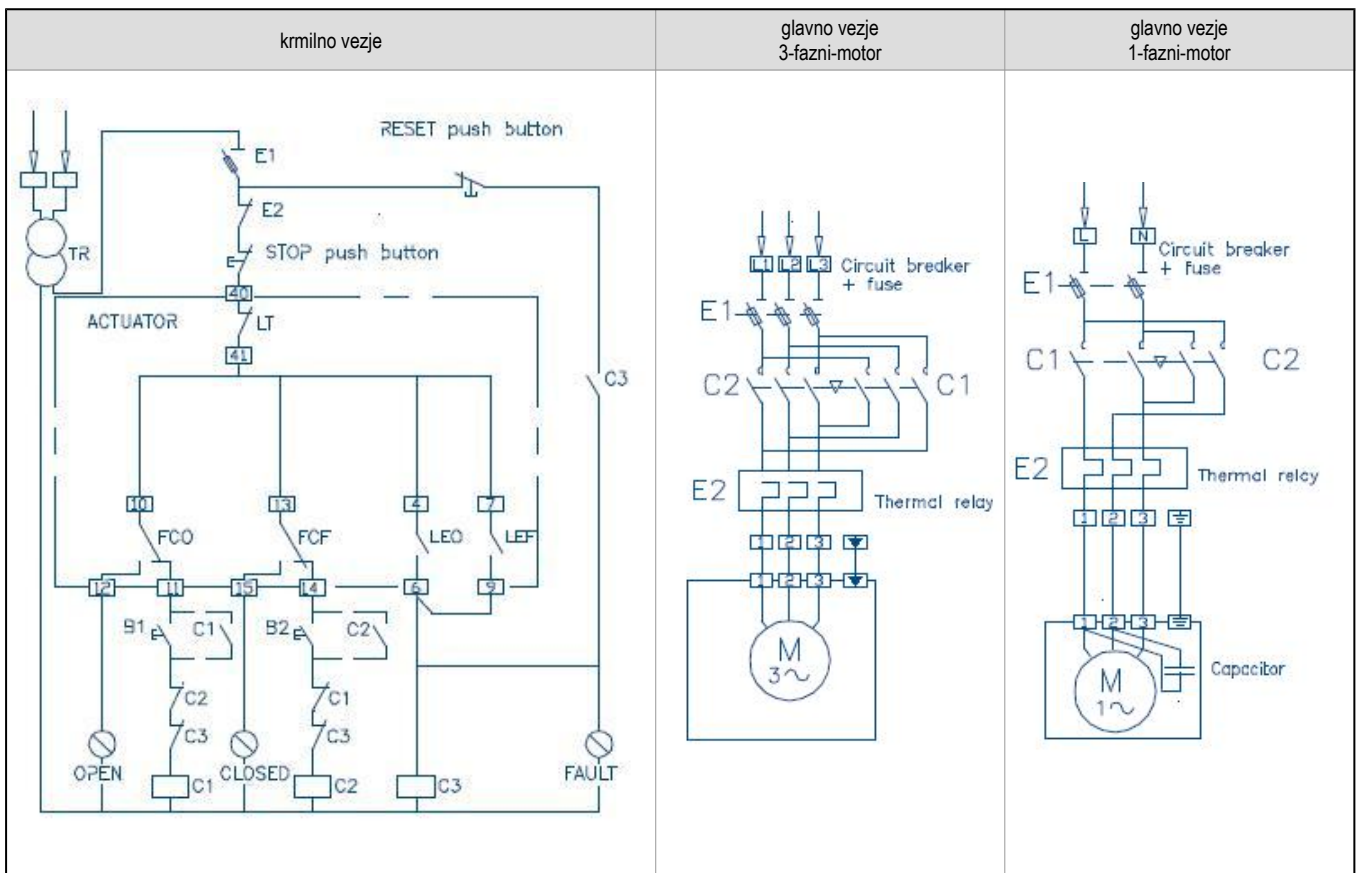 krmilno vezje
glavno vezje
3-fazni-motor
glavno vezje
1-fazni-motor
RESET push button
E1
E2
TR
STOP push button
40
ACTUATOR
LT
41
C3
10
13
4
7
FCO
FCF
LEO
LEF
12
11
15
14
6
9
B1
C1
B2
C2
C2
C1
C3
C3
OPEN
C1
CLOSED
C2
C3
FAULT
L1 L2 L3
Circuit breaker
+ fuse
E1
C2
C1
E2
Thermal relay
1 2 3
1 2 3
M
3~
L
N
Circuit breaker
+ fuse
E1
C1
C2
E2
Thermal relay
1 2 3
1 2 3
Capacitor
M
1~